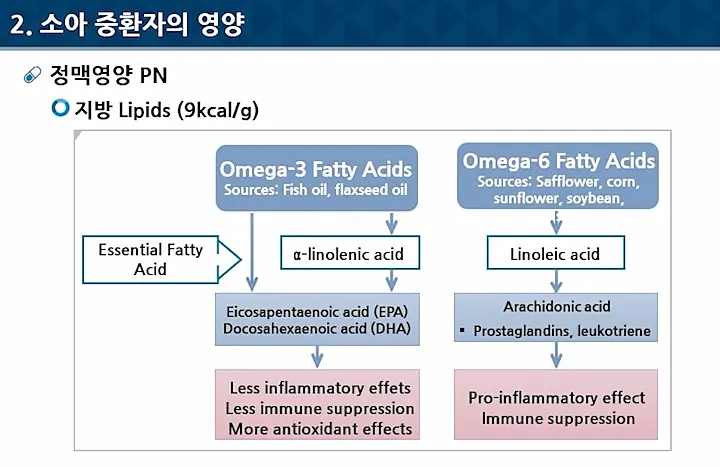 2. 소아 중환자의 영양
정맥영양 PN
지방 Lipids (9kcal/g)
Omega-3 Fatty Acids
Sources: Fish oil, flaxseed oil
Omega-6 Fatty Acids
Sources: Safflower, corn,
sunflower, soybean,
Essential Fatty
Acid
α-linolenic acid
Linoleic acid
Eicosapentaenoic acid (EPA)
Docosahexaenoic acid (DHA)
Arachidonic acid
▪ Prostaglandins, leukotriene
Less inflammatory effets
Less immune suppression
More antioxidant effects
Pro-inflammatory effect
Immune suppression